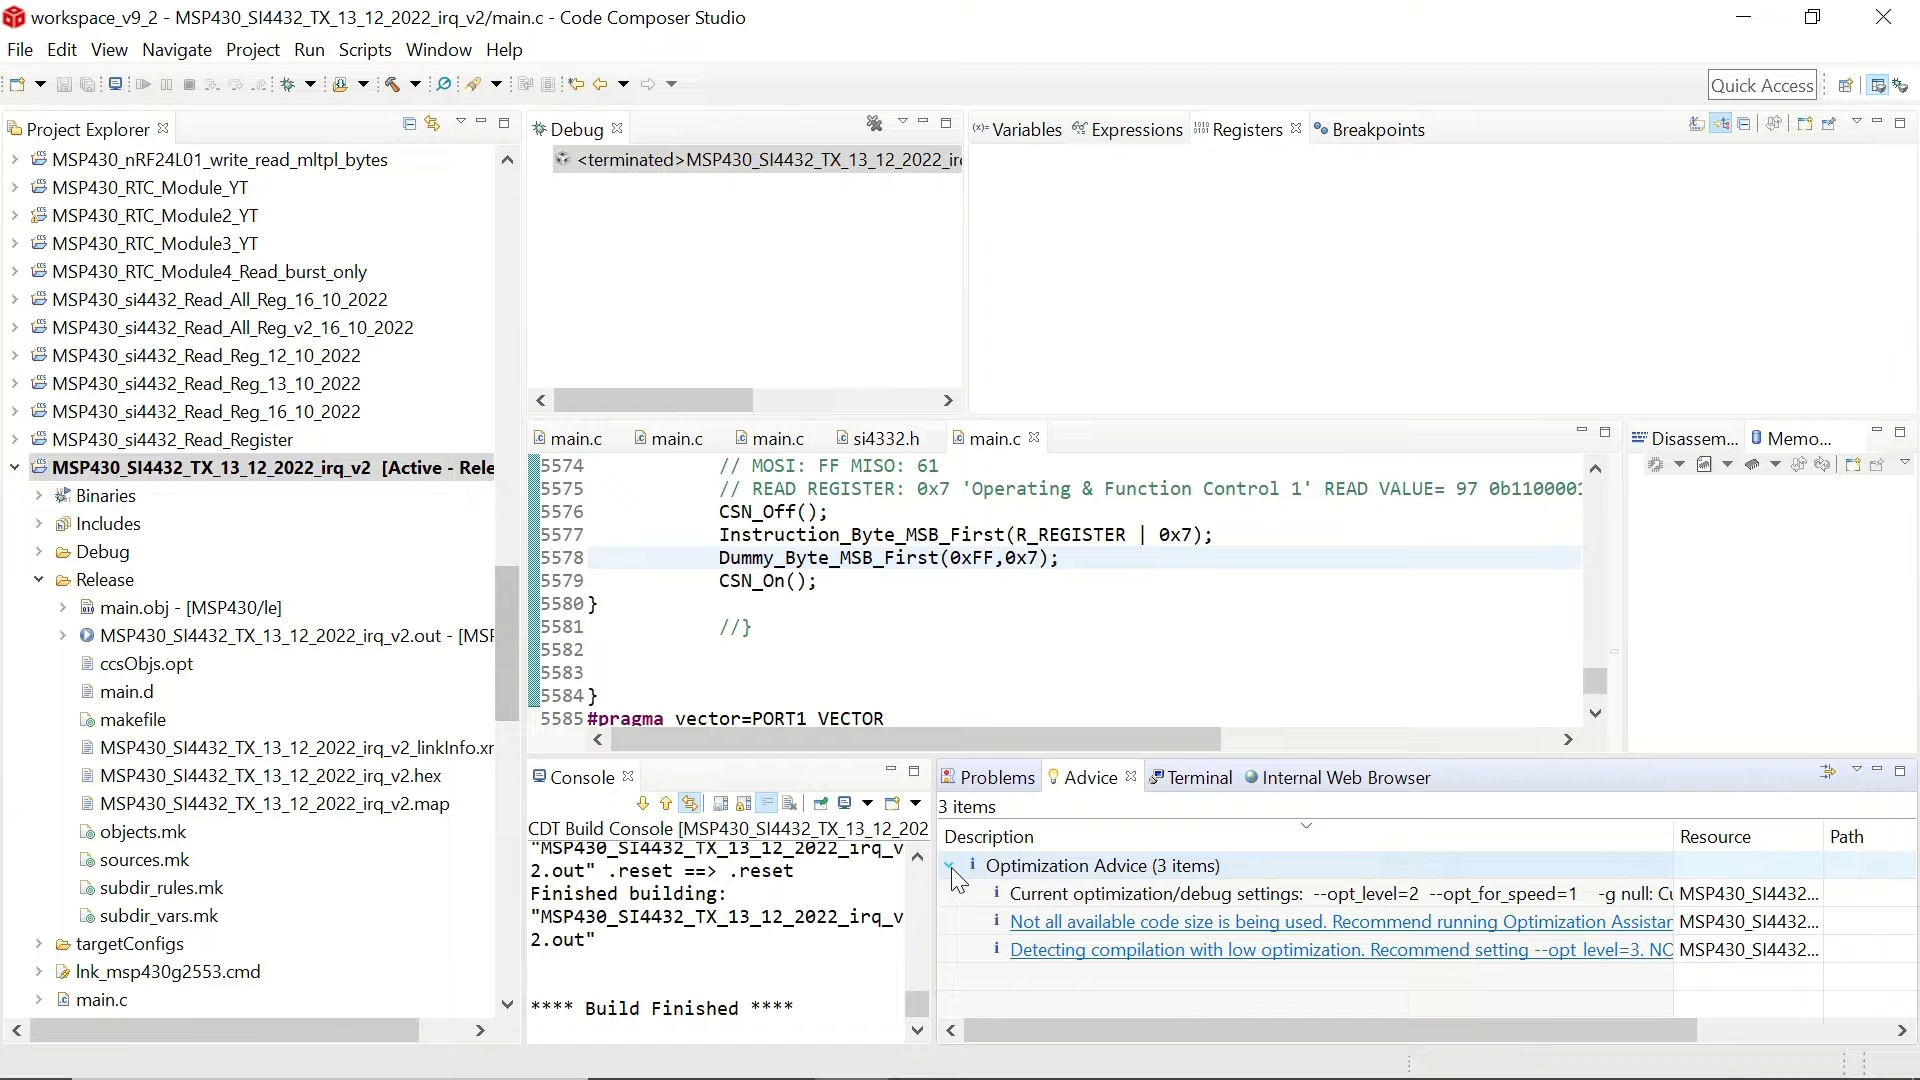 workspace_v9_2 - MSP430_SI4432_TX_13_12_2022_irq_v2/main.c - Code Composer Studio
File Edit View Navigate Project Run Scripts Window Help
Quick Access
Project Explorer
MSP430_nRF24L01_write_read_mltpl_bytes
MSP430_RTC_Module_YT
MSP430_RTC_Module2_YT
MSP430_RTC_Module3_YT
MSP430_RTC_Module4_Read_burst_only
MSP430_si4432_Read_All_Reg_16_10_2022
MSP430_si4432_Read_All_Reg_v2_16_10_2022
MSP430_si4432_Read_Reg_12_10_2022
MSP430_si4432_Read_Reg_13_10_2022
MSP430_si4432_Read_Reg_16_10_2022
MSP430_si4432_Read_Register
MSP430_SI4432_TX_13_12_2022_irq_v2 [Active - Rele
Binaries
Includes
Debug
Release
main.obj - [MSP430/le]
MSP430_SI4432_TX_13_12_2022_irq_v2.out - [MSP
ccsObjs.opt
main.d
makefile
MSP430_SI4432_TX_13_12_2022_irq_v2_linkInfo.xr
MSP430_SI4432_TX_13_12_2022_irq_v2.hex
MSP430_SI4432_TX_13_12_2022_irq_v2.map
objects.mk
sources.mk
subdir_rules.mk
subdir_vars.mk
targetConfigs
lnk_msp430g2553.cmd
main.c
Debug
<terminated>MSP430_SI4432_TX_13_12_2022_irc
(x)= Variables Expressions 1010 Registers Breakpoints
main.c main.c main.c si4332.h main.c
5574 // MOSI: FF MISO: 61
5575 // READ REGISTER: 0x7 'Operating & Function Control 1' READ VALUE= 97 0b1100001
5576 CSN_Off();
5577 Instruction_Byte_MSB_First(R_REGISTER | 0x7);
5578 Dummy_Byte_MSB_First(0xFF,0x7);
5579 CSN_On();
5580 }
5581 //}
5582
5583
5584 }
5585 #pragma vector=PORT1_VECTOR
Disassem... Memo...
Console
CDT Build Console [MSP430_SI4432_TX_13_12_202
"MSP430_SI4432_TX_13_12_2022_irq_v
2.out" .reset ==> .reset
Finished building:
"MSP430_SI4432_TX_13_12_2022_irq_v
2.out"
**** Build Finished ****
Problems Advice Terminal Internal Web Browser
3 items
Description Resource Path
Optimization Advice (3 items)
Current optimization/debug settings: --opt_level=2 --opt_for_speed=1 -g null: Cu MSP430_SI4432...
Not all available code size is being used. Recommend running Optimization Assistar MSP430_SI4432...
Detecting compilation with low optimization. Recommend setting --opt_level=3. NO MSP430_SI4432...